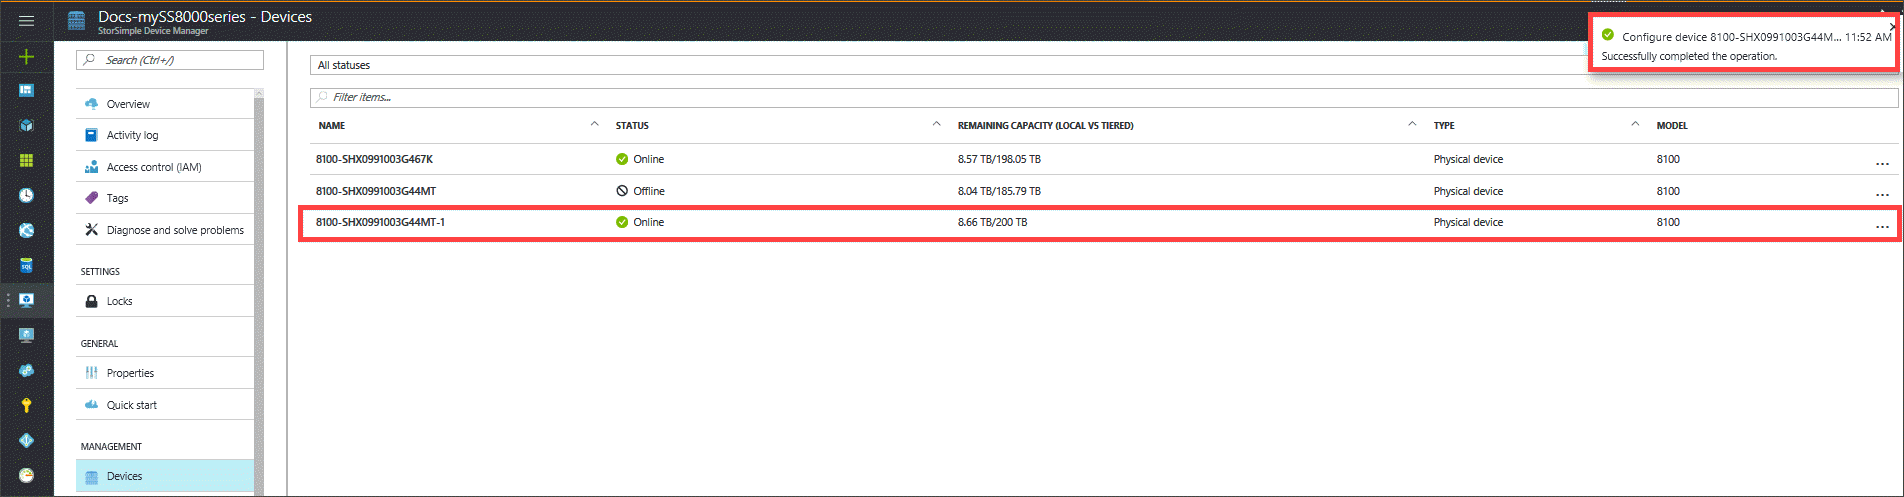 Docs-mySS8000series - Devices
StorSimple Device Manager
Configure device 8100-SHX0991003G44M... 11:52 AM
Successfully completed the operation.
Search (Ctrl+/)
Overview
Activity log
Access control (IAM)
Tags
Diagnose and solve problems
SETTINGS
Locks
GENERAL
Properties
Quick start
MANAGEMENT
Devices
All statuses
Filter items...
NAME STATUS REMAINING CAPACITY (LOCAL VS TIERED) TYPE MODEL
8100-SHX0991003G467K Online 8.57 TB/198.05 TB Physical device 8100 ...
8100-SHX0991003G44MT Offline 8.04 TB/185.79 TB Physical device 8100 ...
8100-SHX0991003G44MT-1 Online 8.66 TB/200 TB Physical device 8100 ...
SQL